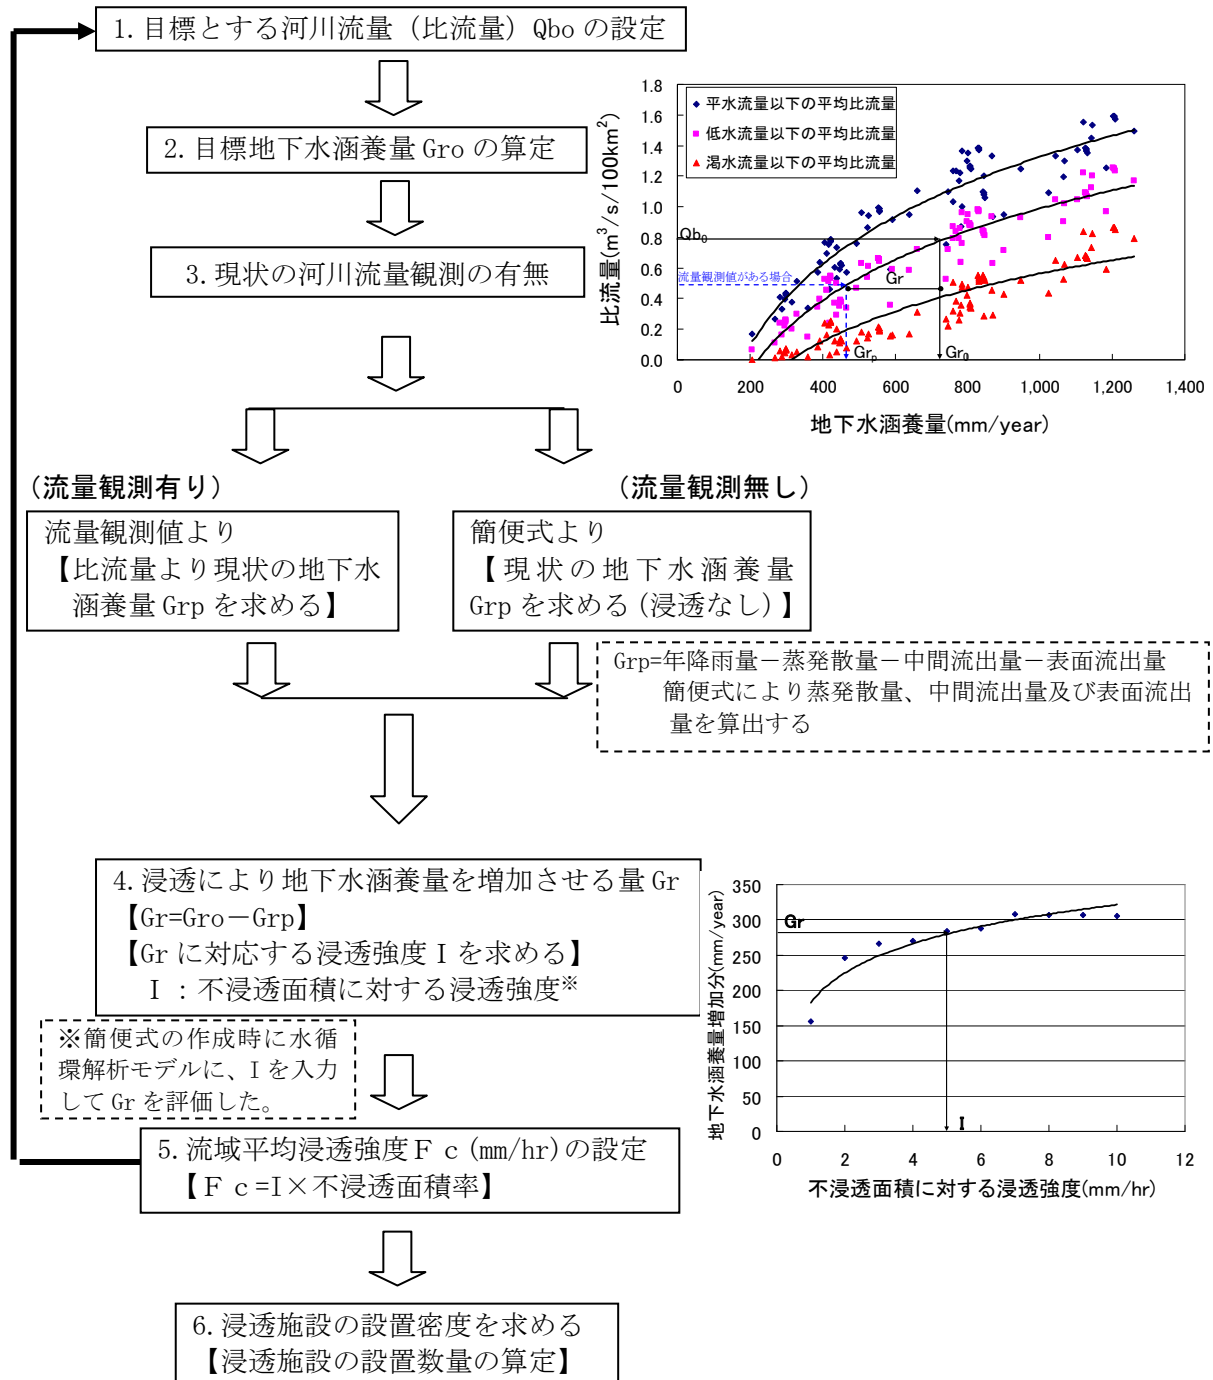 1.目標とする河川流量（比流量）Qboの設定
2.目標地下水涵養量Groの算定
3.現状の河川流量観測の有無
1.8
1.6
1.4
1.2
1.0
0.8
0.6
0.4
0.2
0.0
比流量(m³/s/100km²)
平水流量以下の平均比流量
低水流量以下の平均比流量
渇水流量以下の平均比流量
Qb₀
流量観測値がある場合
Gr
Grₚ
Gr₀
0
200
400
600
800
1,000
1,200
1,400
地下水涵養量(mm/year)
（流量観測有り）
（流量観測無し）
流量観測値より
【比流量より現状の地下水
涵養量Grpを求める】
簡便式より
【現状の地下水涵養量
Grpを求める（浸透なし）】
Grp=年降雨量－蒸発散量－中間流出量－表面流出量
簡便式により蒸発散量、中間流出量及び表面流出
量を算出する
4.浸透により地下水涵養量を増加させる量Gr
【Gr=Gro－Grp】
【Grに対応する浸透強度Ｉを求める】
Ｉ：不浸透面積に対する浸透強度※
※簡便式の作成時に水循
環解析モデルに、Ｉを入力
してGrを評価した。
350
300
250
200
150
100
50
0
地下水涵養量増加分(mm/year)
Gr
I
0
2
4
6
8
10
12
不浸透面積に対する浸透強度(mm/hr)
5.流域平均浸透強度Ｆｃ(mm/hr)の設定
【Ｆｃ=I×不浸透面積率】
6.浸透施設の設置密度を求める
【浸透施設の設置数量の算定】